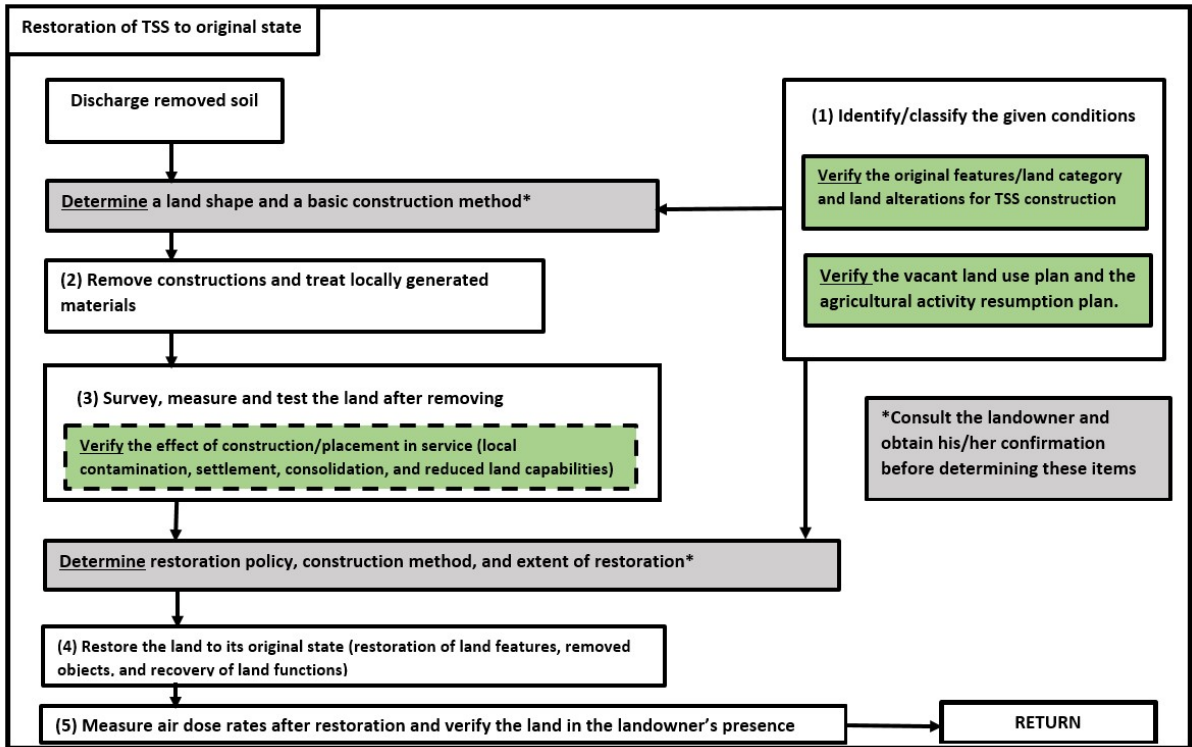 Restoration of TSS to original state
Discharge removed soil
(1) Identify/classify the given conditions
Verify the original features/land category
and land alterations for TSS construction
Verify the vacant land use plan and the
agricultural activity resumption plan.
Determine a land shape and a basic construction method*
(2) Remove constructions and treat locally generated
materials
(3) Survey, measure and test the land after removing
Verify the effect of construction/placement in service (local
contamination, settlement, consolidation, and reduced land capabilities)
*Consult the landowner and
obtain his/her confirmation
before determining these items
Determine restoration policy, construction method, and extent of restoration*
(4) Restore the land to its original state (restoration of land features, removed
objects, and recovery of land functions)
(5) Measure air dose rates after restoration and verify the land in the landowner's presence
RETURN